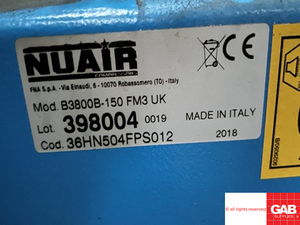 NUAIR
FNA S.p.A. - Via Einaudi, 6 - 10070 Robassomero (TO) - Italy
Mod. B3800B-150 FM3 UK
Lot. 398004 0019
MADE IN ITALY
Cod. 36HN504FPS012
2018
© all rights reserved
GAB